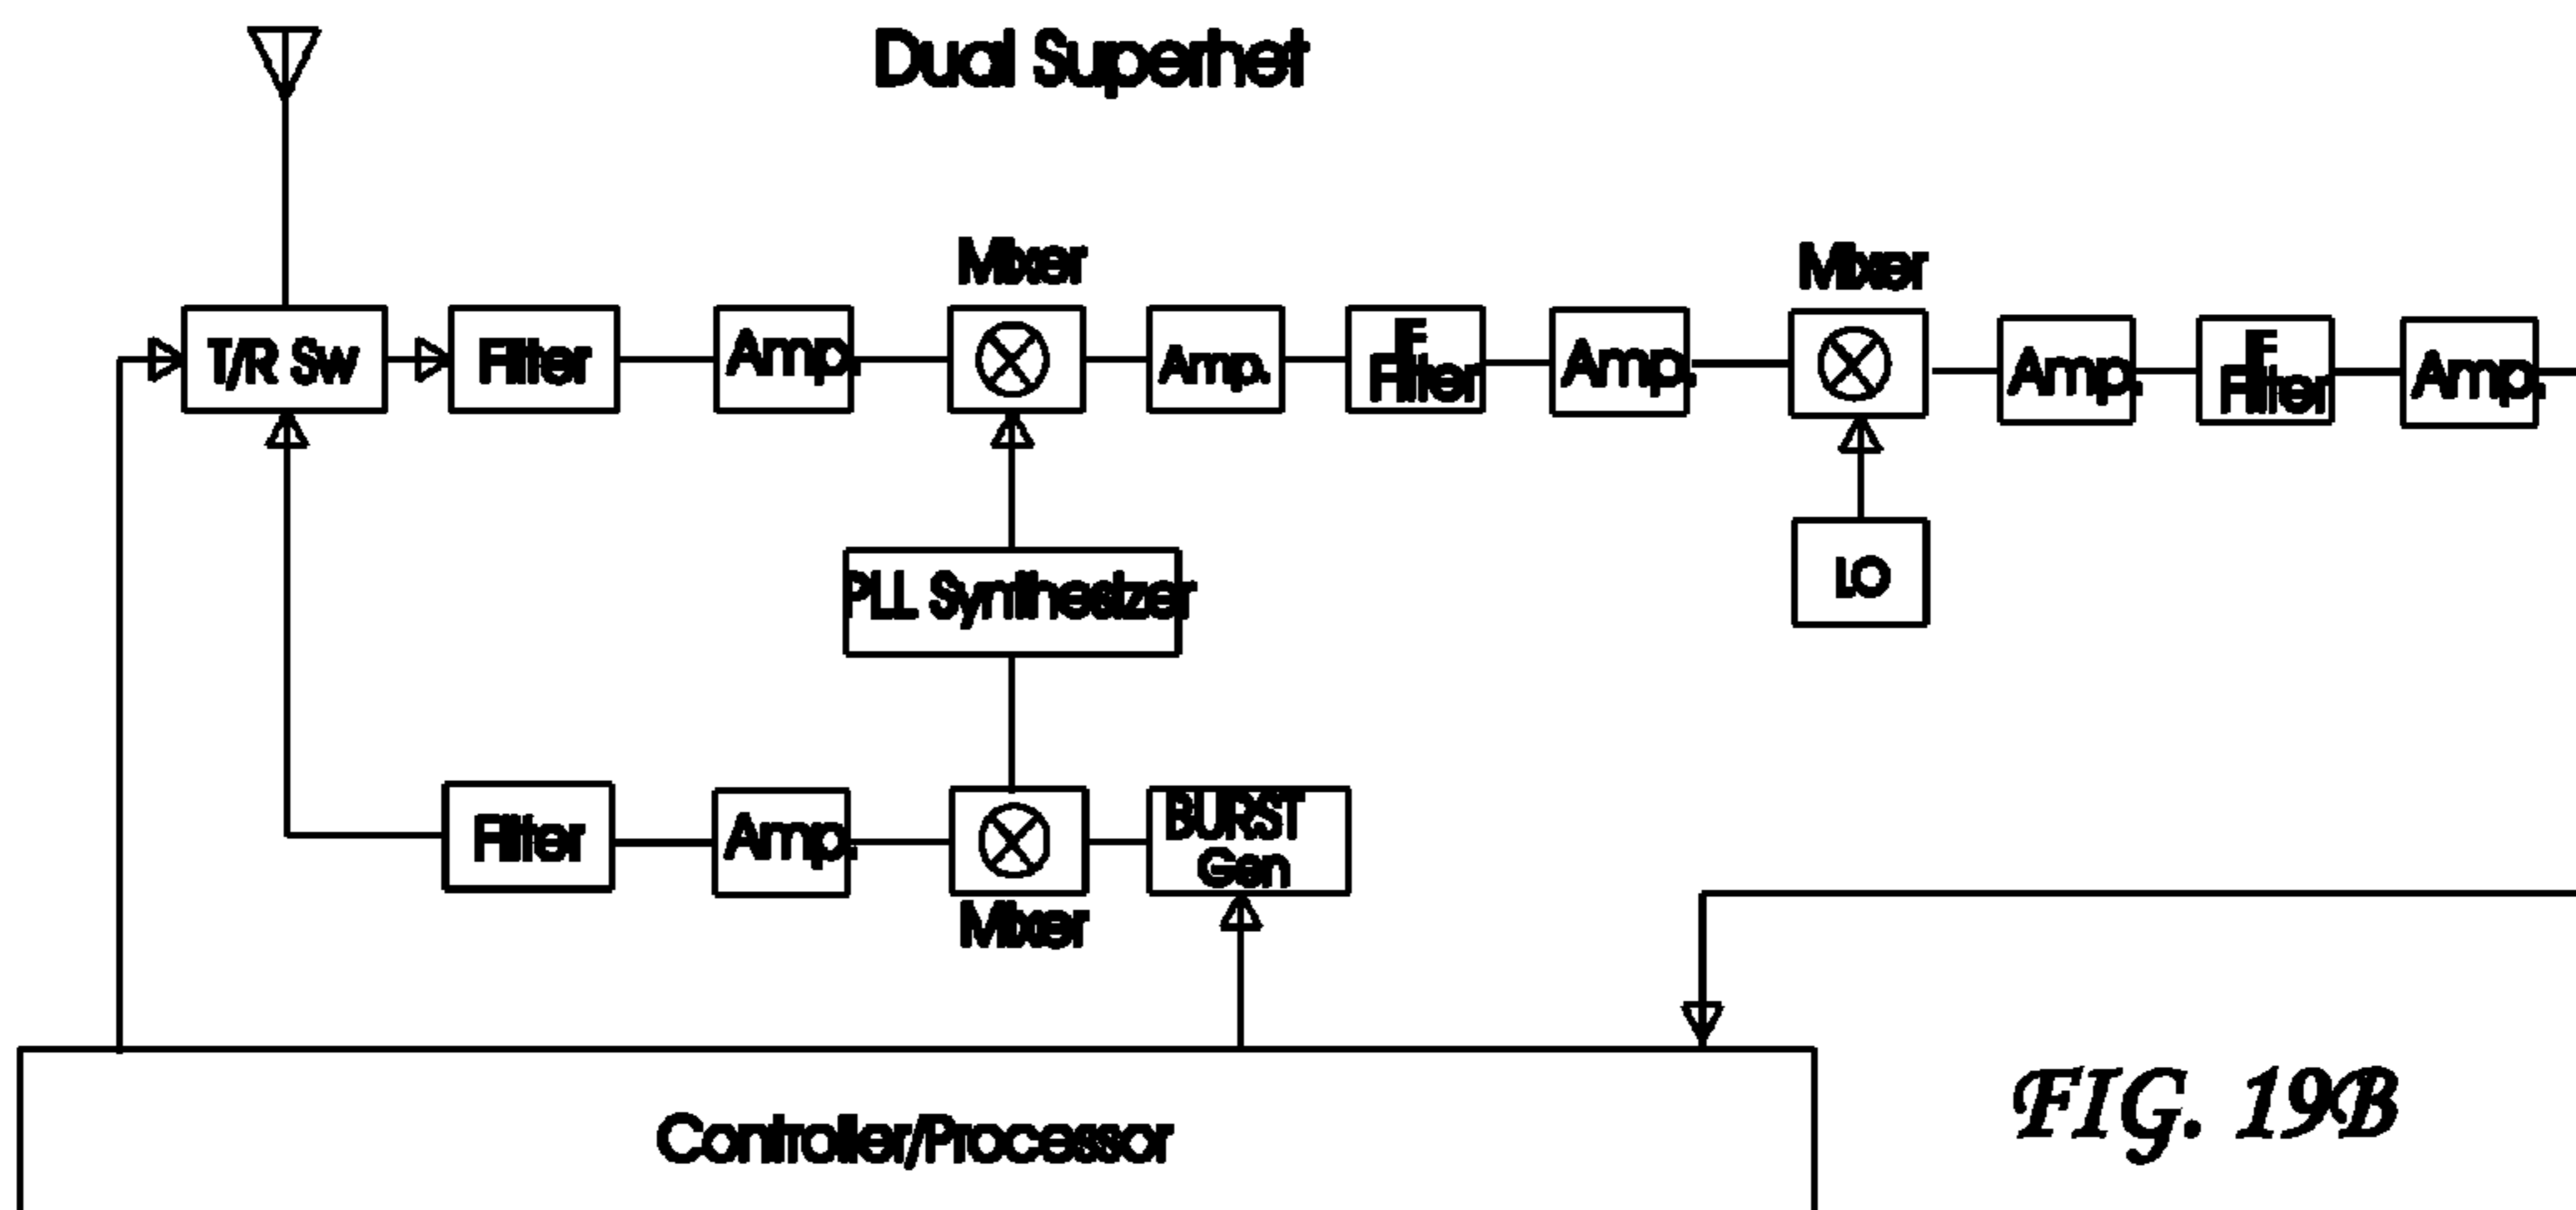 Dual Superhet
Mixer
Mixer
T/R Sw
Filter
Amp.
Amp.
IF
Filter
Amp.
Amp.
IF
Filter
Amp.
PLL Synthesizer
LO
Filter
Amp.
BURST
Gen
Mixer
Controller/Processor
FIG. 19B